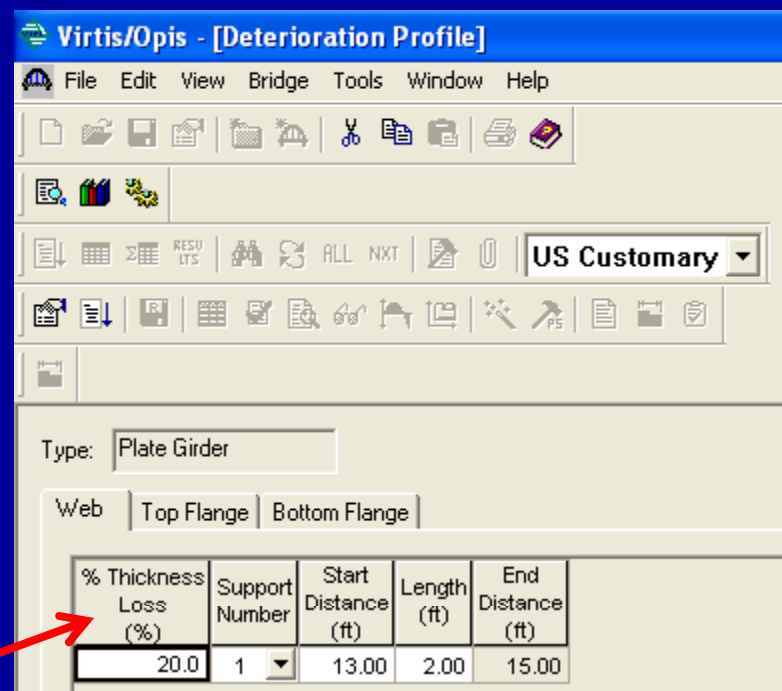 Virtis/Opis - [Deterioration Profile]
File Edit View Bridge Tools Window Help
RESU
LTS ALL NXT US Customary
R PS
Type: Plate Girder
Web Top Flange Bottom Flange
% Thickness Loss (%) Support Number Start Distance (ft) Length (ft) End Distance (ft)
20.0 1 13.00 2.00 15.00